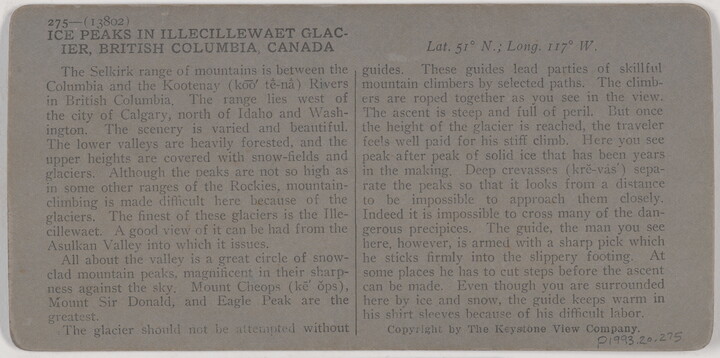 275—(13802)
ICE PEAKS IN ILLECILLEWAET GLAC-
IER, BRITISH COLUMBIA, CANADA
Lat. 51° N.; Long. 117° W.
The Selkirk range of mountains is between the
Columbia and the Kootenay (kōō´ tê-nå) Rivers
in British Columbia. The range lies west of
the city of Calgary, north of Idaho and Wash-
ington. The scenery is varied and beautiful.
The lower valleys are heavily forested, and the
upper heights are covered with snow-fields and
glaciers. Although the peaks are not so high as
in some other ranges of the Rockies, mountain-
climbing is made difficult here because of the
glaciers. The finest of these glaciers is the Ille-
cillewaet. A good view of it can be had from the
Asulkan Valley into which it issues.
All about the valley is a great circle of snow-
clad mountain peaks, magnificent in their sharp-
ness against the sky. Mount Cheops (kē´ ŏps),
Mount Sir Donald, and Eagle Peak are the
greatest.
The glacier should not be attempted without
guides. These guides lead parties of skillful
mountain climbers by selected paths. The climb-
ers are roped together as you see in the view.
The ascent is steep and full of peril. But once
the height of the glacier is reached, the traveler
feels well paid for his stiff climb. Here you see
peak after peak of solid ice that has been years
in the making. Deep crevasses (krĕ-vás´) sepa-
rate the peaks so that it looks from a distance
to be impossible to approach them closely.
Indeed it is impossible to cross many of the dan-
gerous precipices. The guide, the man you see
here, however, is armed with a sharp pick which
he sticks firmly into the slippery footing. At
some places he has to cut steps before the ascent
can be made. Even though you are surrounded
here by ice and snow, the guide keeps warm in
his shirt sleeves because of his difficult labor.
Copyright by The Keystone View Company.
P1993.20.275